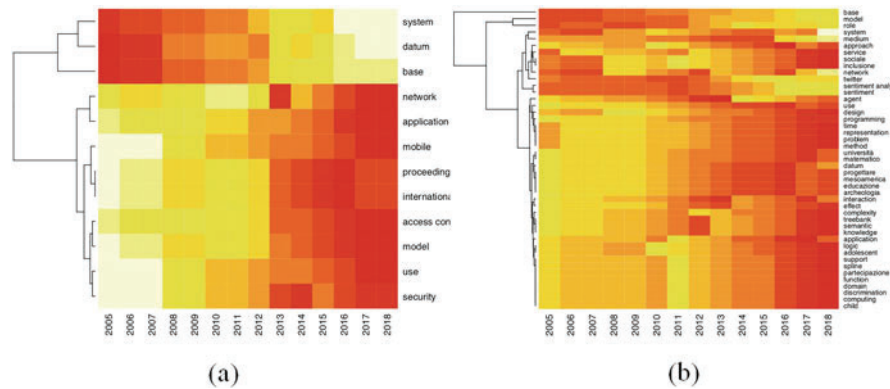 system
datum
base
network
application
mobile
proceeding
internationa
access con
model
use
security
2005 2006 2007 2008 2009 2010 2011 2012 2013 2014 2015 2016 2017 2018
(a)
base
model
role
system
medium
approach
service
sociale
inclusione
network
twitter
sentiment analy
sentiment
agent
use
design
programming
time
representation
problem
method
università
matematico
datum
progettare
mesoamerica
educazione
archeologia
interaction
effect
complexity
treebank
semantic
knowledge
application
logic
adolescent
support
spline
partecipazione
function
domain
discrimination
computing
child
2005 2006 2007 2008 2009 2010 2011 2012 2013 2014 2015 2016 2017 2018
(b)